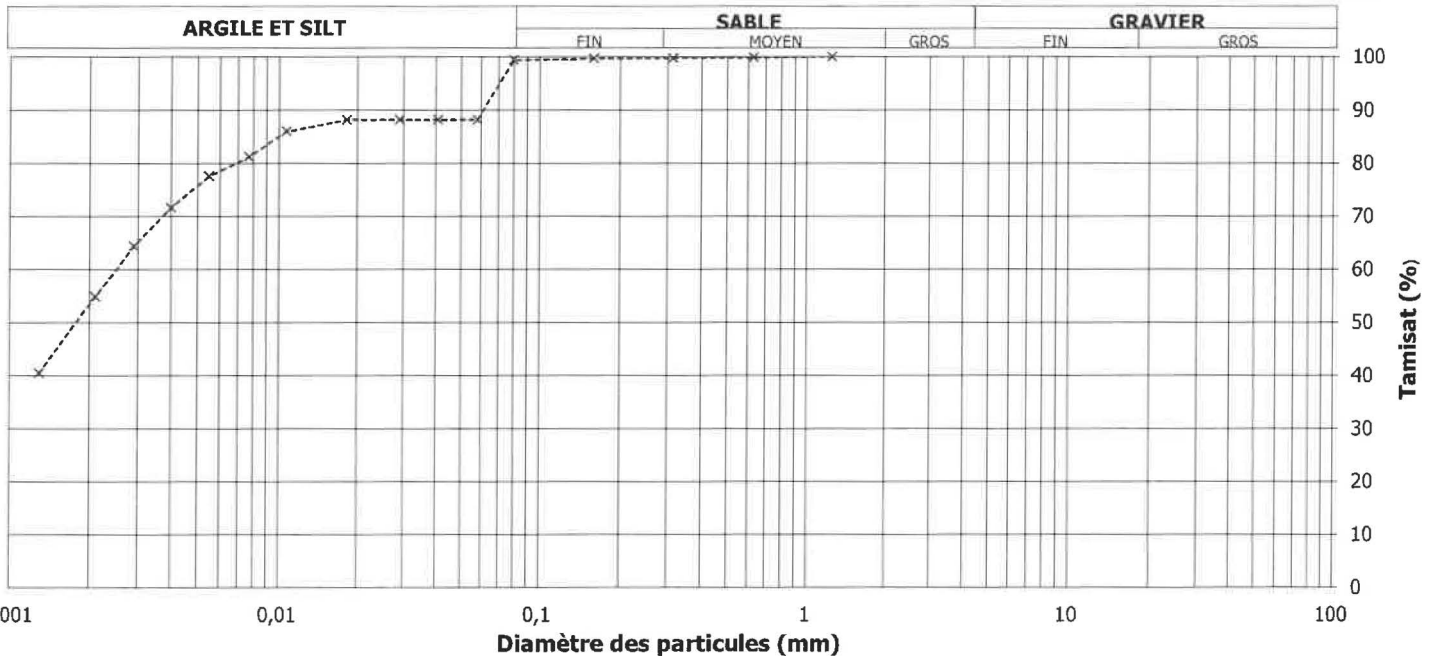 ARGILE ET SILT SABLE GRAVIER
FIN MOYEN GROS FIN GROS
100
90
80
70
60
50
40
30
20
10
0
Tamisat (%)
001 0,01 0,1 1 10 100
Diamètre des particules (mm)